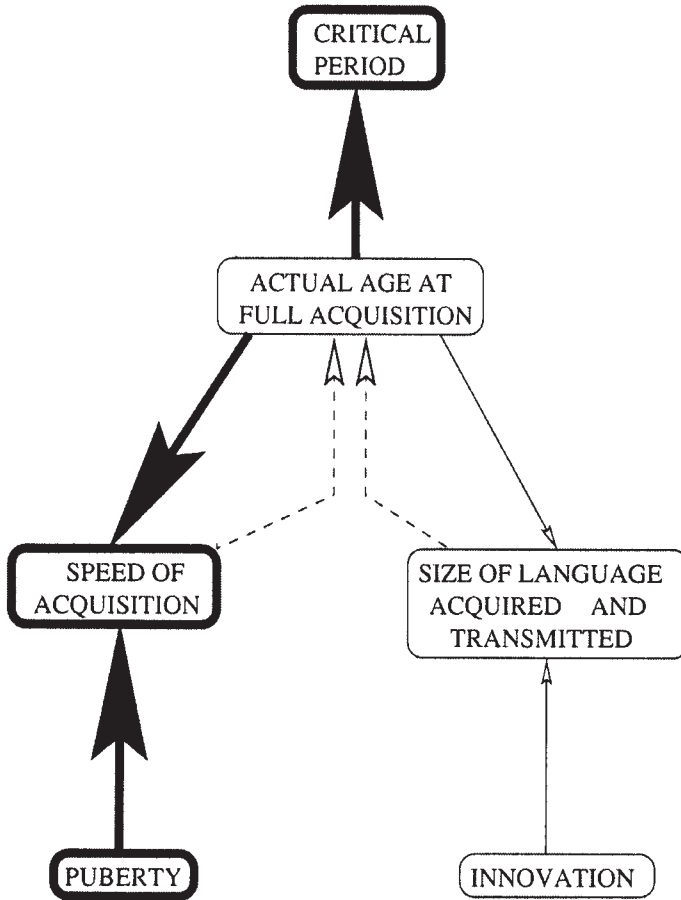 CRITICAL
PERIOD
ACTUAL AGE AT
FULL ACQUISITION
SPEED OF
ACQUISITION
SIZE OF LANGUAGE
ACQUIRED AND
TRANSMITTED
PUBERTY
INNOVATION